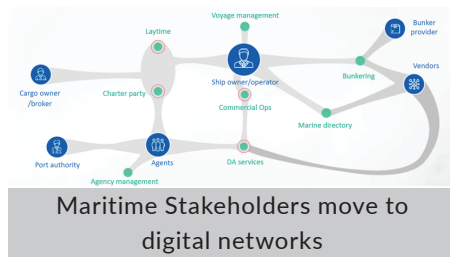 Voyage management
Laytime
Bunker
provider
Ship owner/operator
Bunkering
Vendors
Cargo owner
/broker
Charter party
Commercial Ops
Marine directory
Port authority
Agents
DA services
Agency management
Maritime Stakeholders move to
digital networks